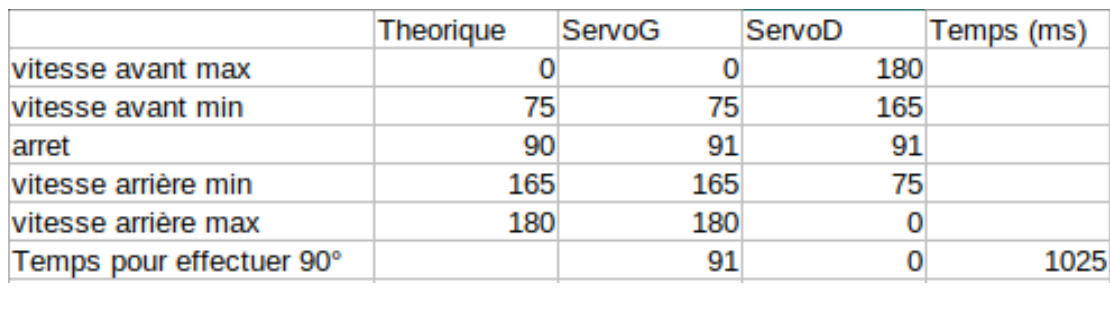 Theorique ServoG ServoD Temps (ms)
vitesse avant max 0 0 180
vitesse avant min 75 75 165
arret 90 91 91
vitesse arrière min 165 165 75
vitesse arrière max 180 180 0
Temps pour effectuer 90° 91 0 1025